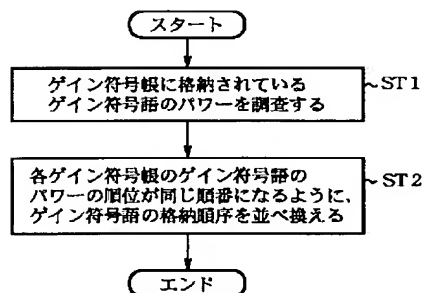 スタート
ゲイン符号帳に格納されている
ゲイン符号語のパワーを調査する
ST1
各ゲイン符号帳のゲイン符号語の
パワーの順位が同じ順番になるように、
ゲイン符号語の格納順序を並べ換える
ST2
エンド